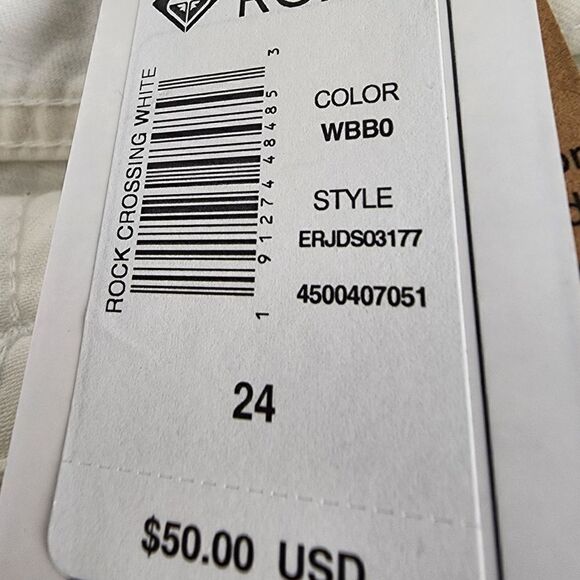 ROCK CROSSING WHITE
1 91274 48485 3
COLOR
WBB0
STYLE
ERJDS03177
4500407051
24
$50.00 USD